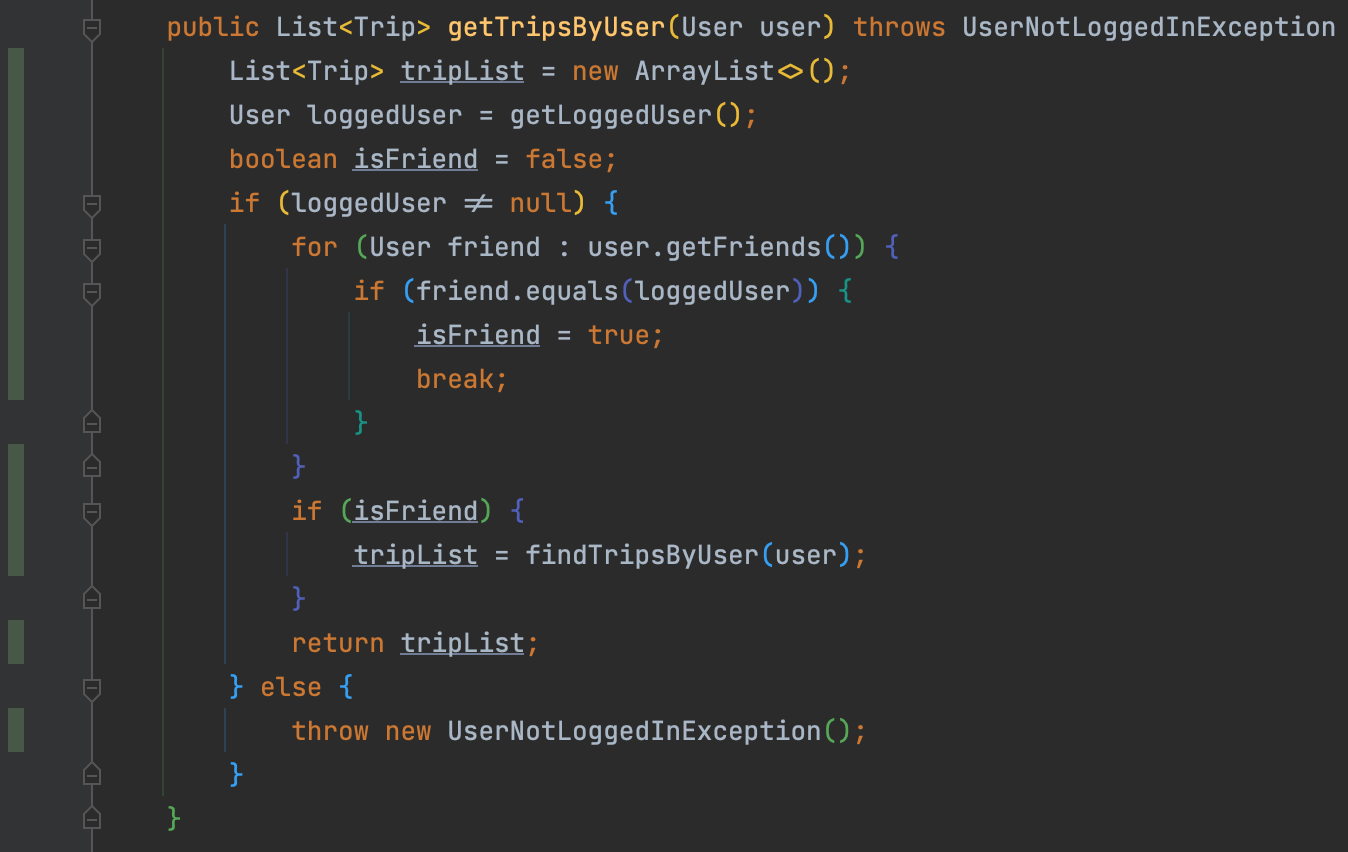 public List<Trip> getTripsByUser(User user) throws UserNotLoggedInException
List<Trip> tripList = new ArrayList<>();
User loggedUser = getLoggedUser();
boolean isFriend = false;
if (loggedUser != null) {
for (User friend : user.getFriends()) {
if (friend.equals(loggedUser)) {
isFriend = true;
break;
}
}
if (isFriend) {
tripList = findTripsByUser(user);
}
return tripList;
} else {
throw new UserNotLoggedInException();
}
}